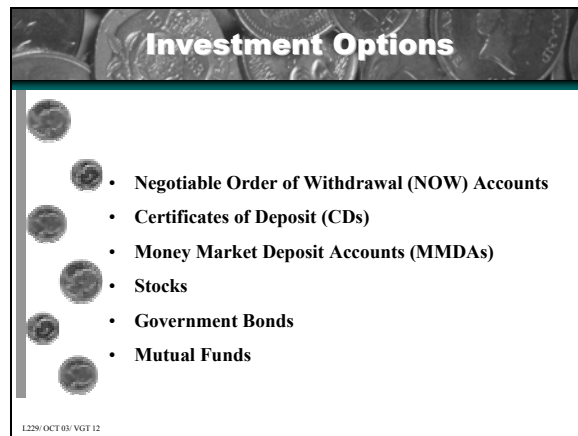 Investment Options
• Negotiable Order of Withdrawal (NOW) Accounts
• Certificates of Deposit (CDs)
• Money Market Deposit Accounts (MMDAs)
• Stocks
• Government Bonds
• Mutual Funds
L229/ OCT 03/ VGT 12